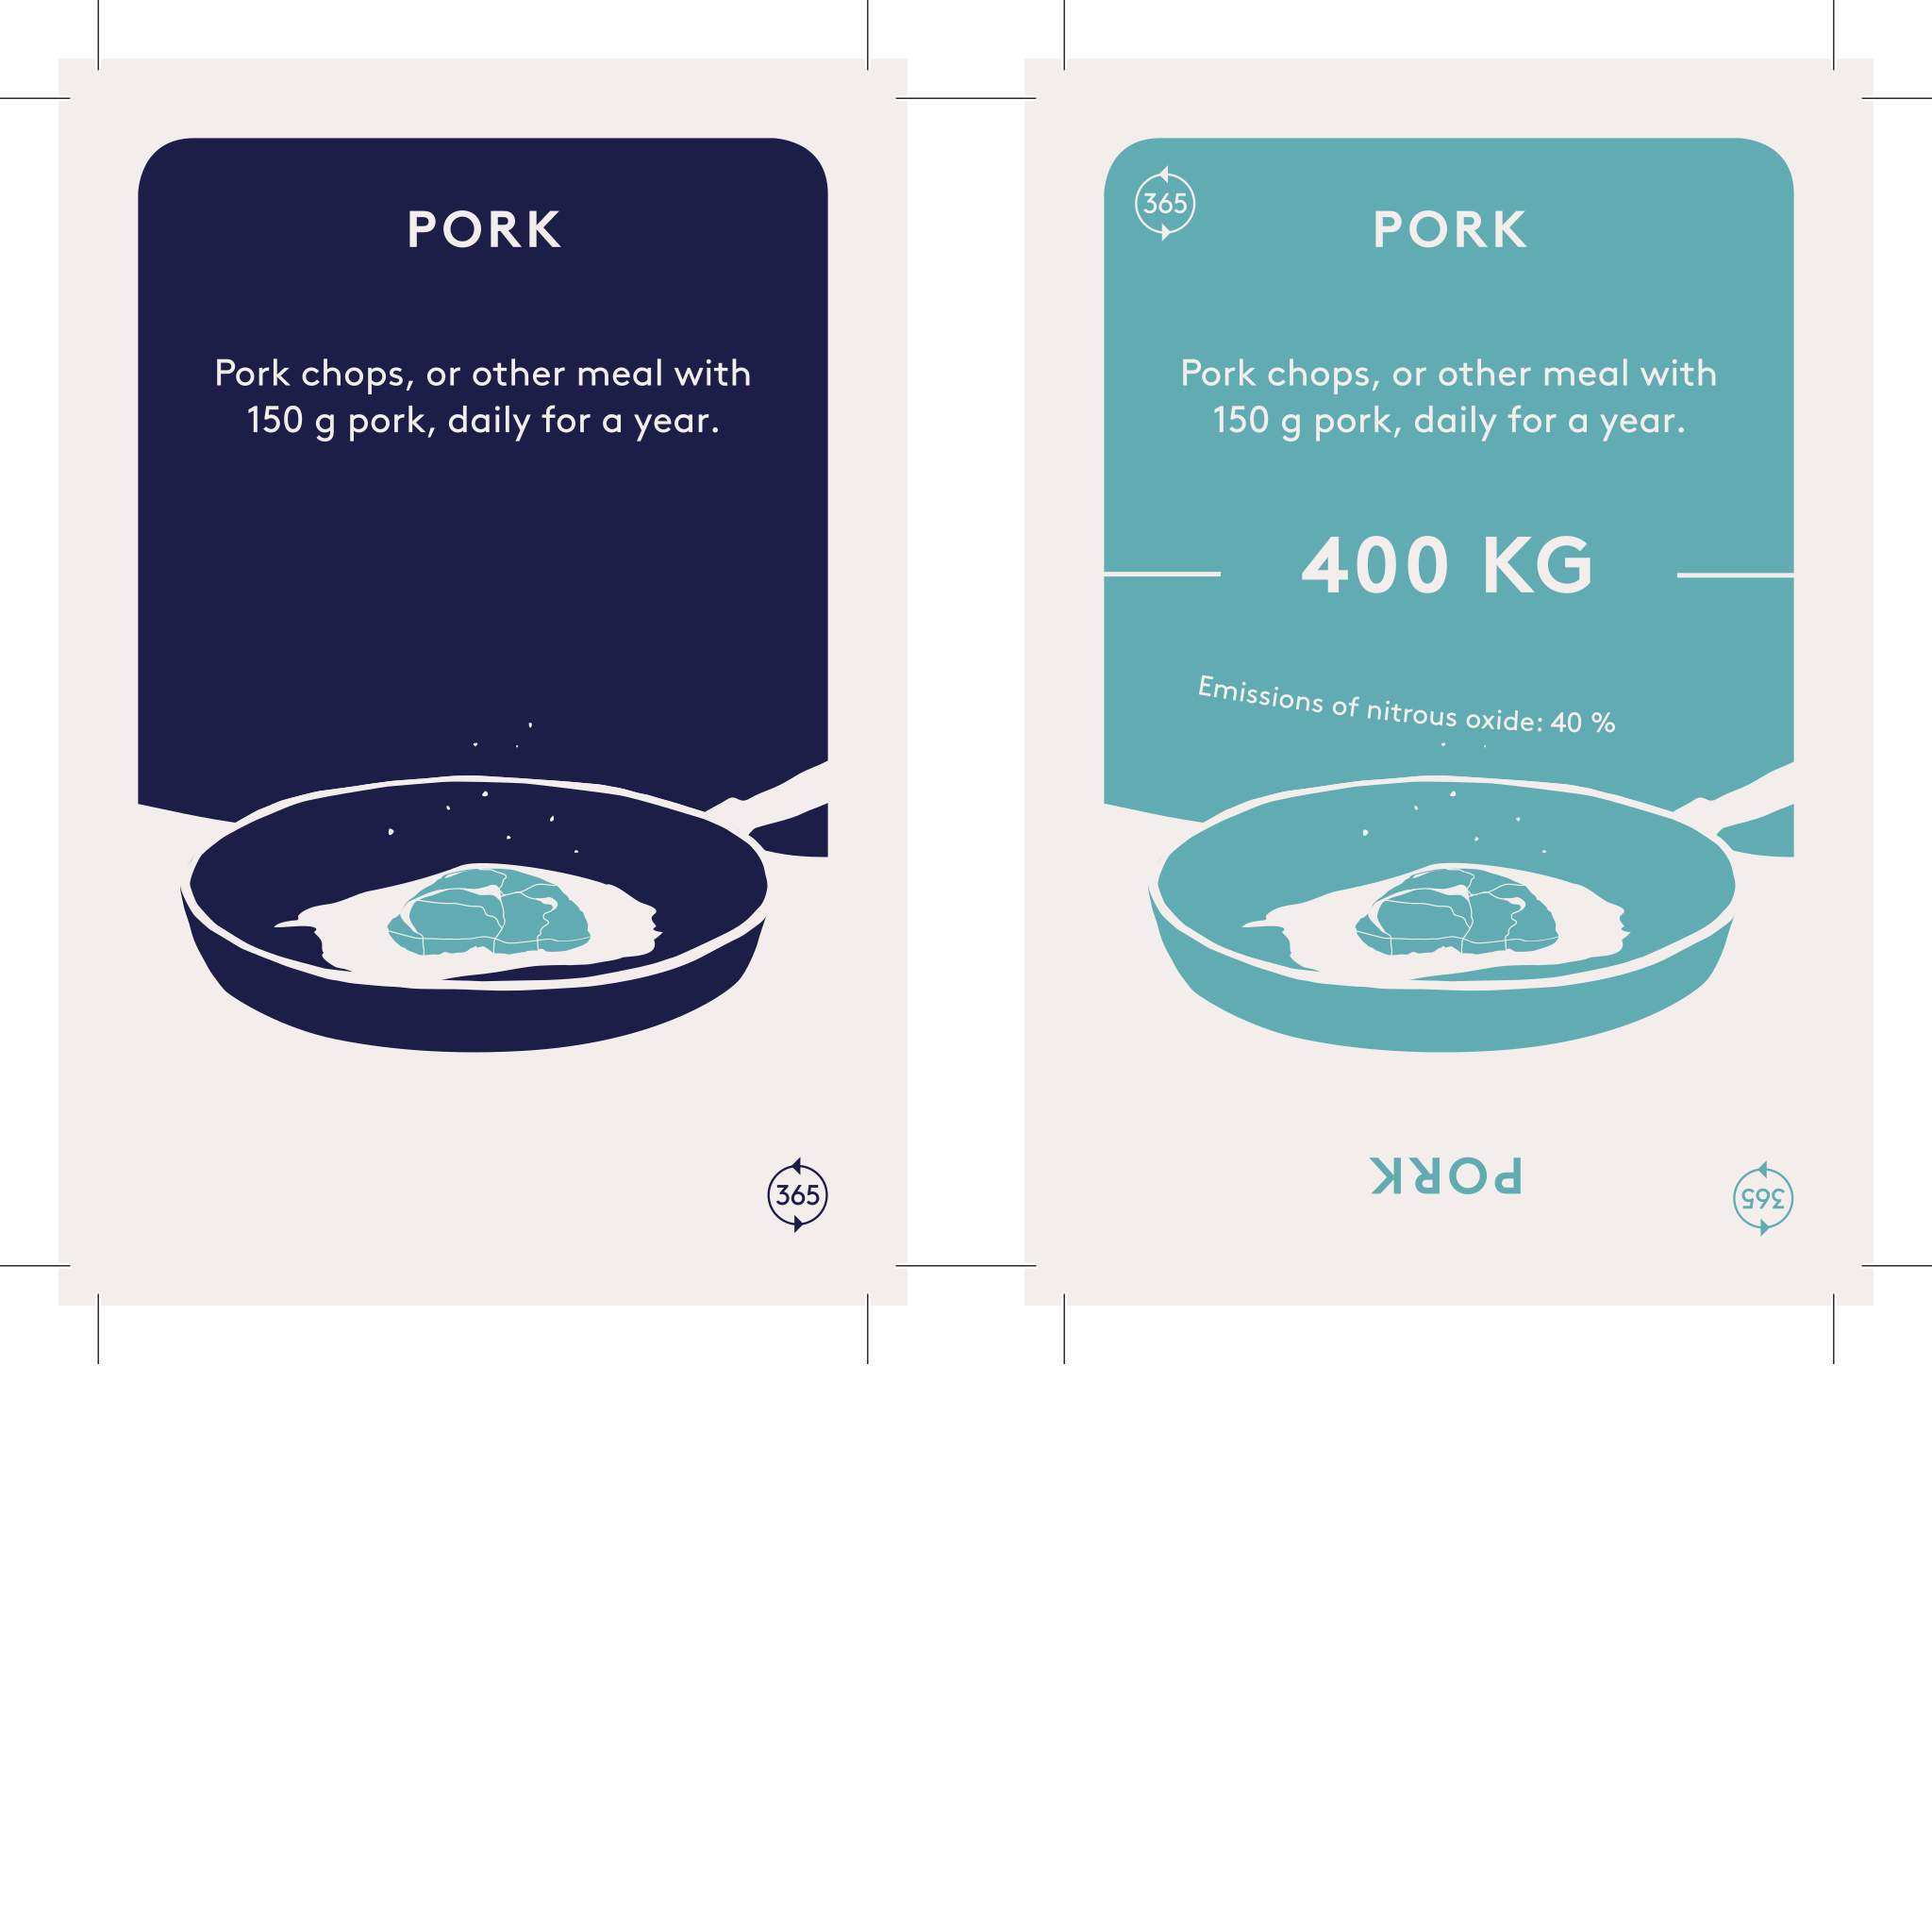 PORK
Pork chops, or other meal with
150 g pork, daily for a year.
365
365
PORK
Pork chops, or other meal with
150 g pork, daily for a year.
400 KG
Emissions of nitrous oxide: 40 %
PORK
365